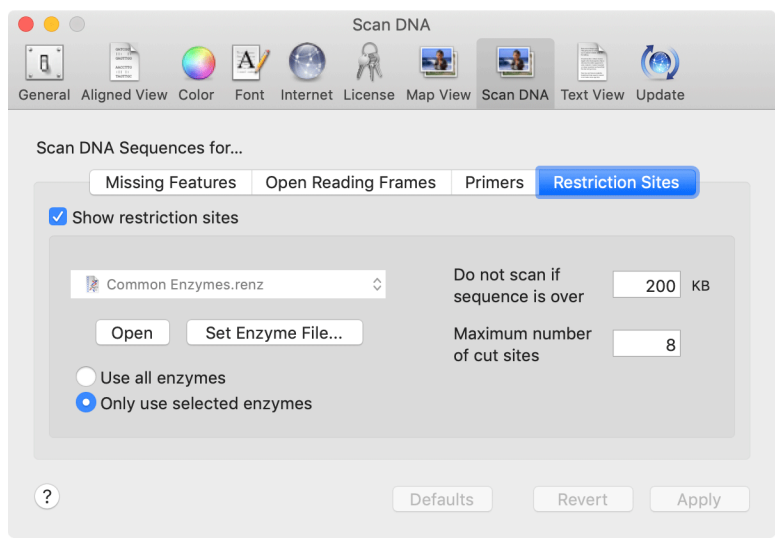 Scan DNA
General Aligned View Color Font Internet License Map View Scan DNA Text View Update
Scan DNA Sequences for...
Missing Features Open Reading Frames Primers Restriction Sites
Show restriction sites
Common Enzymes.renz
Do not scan if
sequence is over
200 KB
Open Set Enzyme File...
Maximum number
of cut sites
8
Use all enzymes
Only use selected enzymes
? Defaults Revert Apply